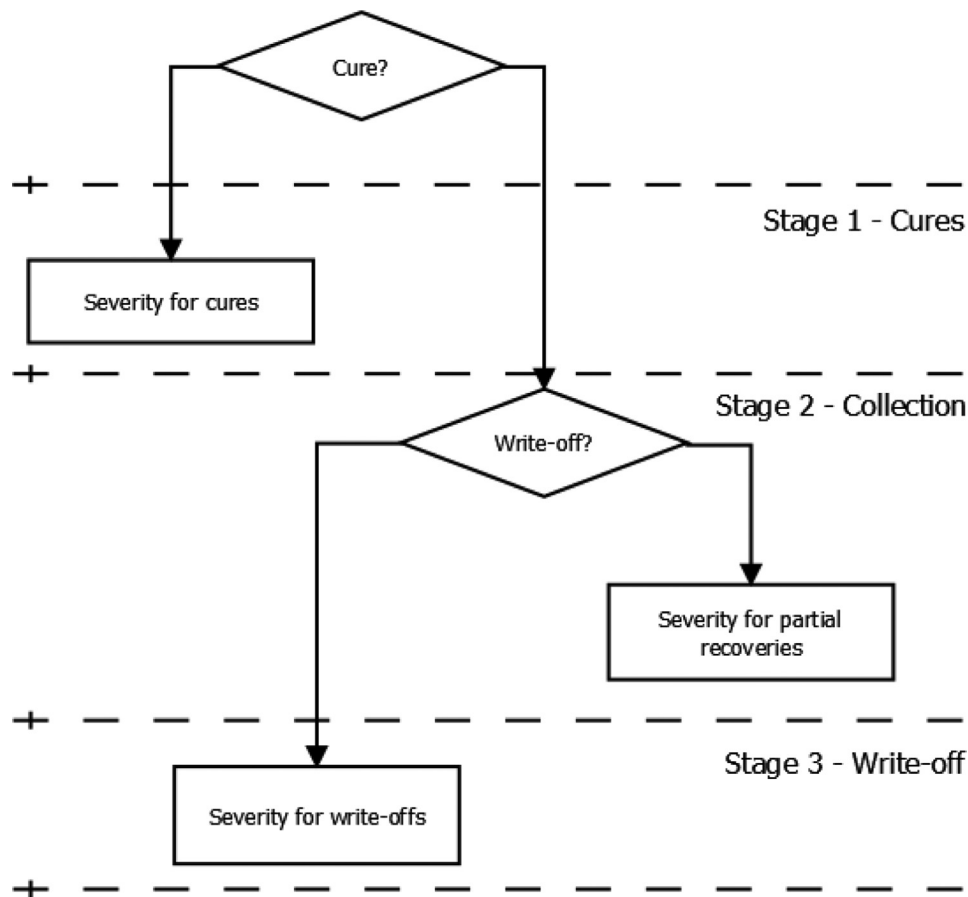 Cure?
Stage 1 - Cures
Severity for cures
Stage 2 - Collection
Write-off?
Severity for partial
recoveries
Stage 3 - Write-off
Severity for write-offs